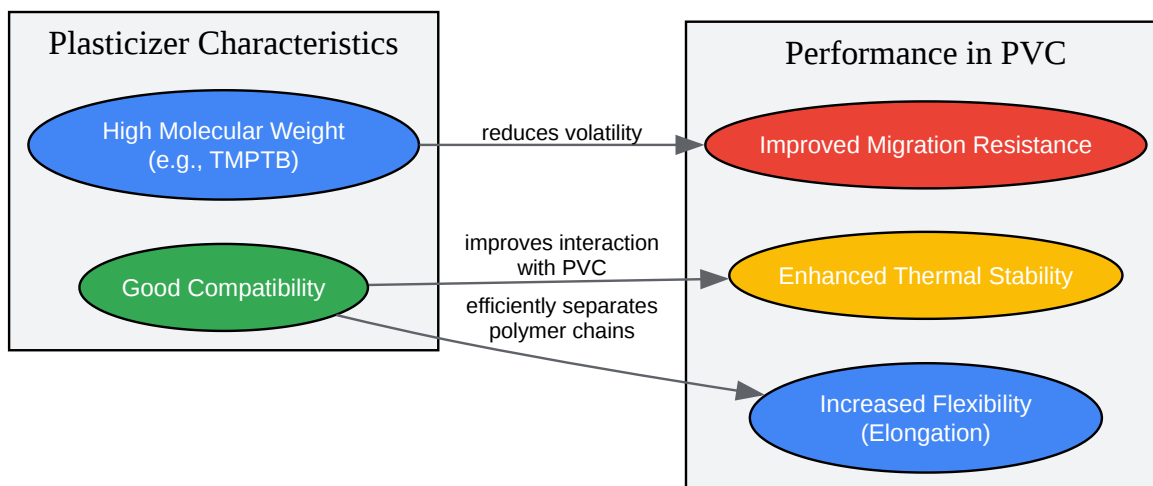 Plasticizer Characteristics
High Molecular Weight
(e.g., TMPTB)
Good Compatibility
reduces volatility
improves interaction
with PVC
efficiently separates
polymer chains
Performance in PVC
Improved Migration Resistance
Enhanced Thermal Stability
Increased Flexibility
(Elongation)